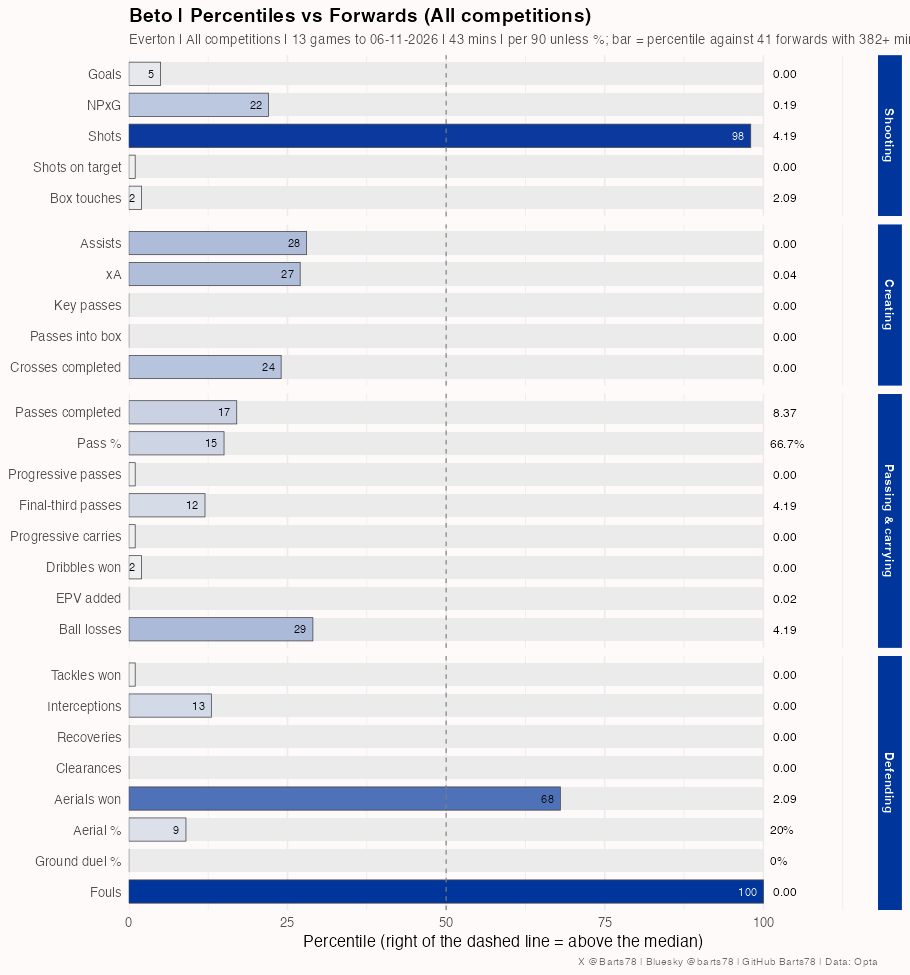 Beto | Percentiles vs Forwards (All competitions)
Everton | All competitions | 13 games to 06-11-2026 | 43 mins | per 90 unless %; bar = percentile against 41 forwards with 382+
Shooting
Goals 5 0.00
NPxG 22 0.19
Shots 98 4.19
Shots on target 0.00
Box touches 2 2.09
Creating
Assists 28 0.00
xA 27 0.04
Key passes 0.00
Passes into box 0.00
Crosses completed 24 0.00
Passing & carrying
Passes completed 17 8.37
Pass % 15 66.7%
Progressive passes 0.00
Final-third passes 12 4.19
Progressive carries 0.00
Dribbles won 2 0.00
EPV added 0.02
Ball losses 29 4.19
Defending
Tackles won 0.00
Interceptions 13 0.00
Recoveries 0.00
Clearances 0.00
Aerials won 68 2.09
Aerial % 9 20%
Ground duel % 0%
Fouls 100 0.00
0 25 50 75 100
Percentile (right of the dashed line = above the median)
X @Barts78 | Bluesky @barts78 | GitHub Barts78 | Data: Opta